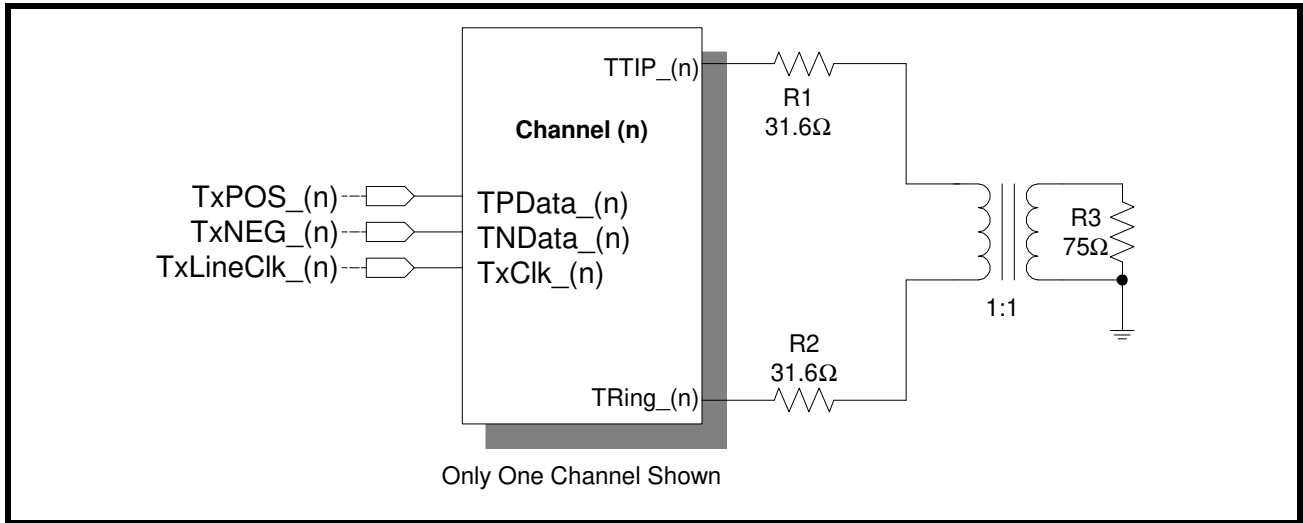 TTIP_(n)
R1
31.6Ω
Channel (n)
TxPOS_(n)
TPData_(n)
TxNEG_(n)
TNData_(n)
TxLineClk_(n)
TxClk_(n)
R3
75Ω
1:1
R2
31.6Ω
TRing_(n)
Only One Channel Shown